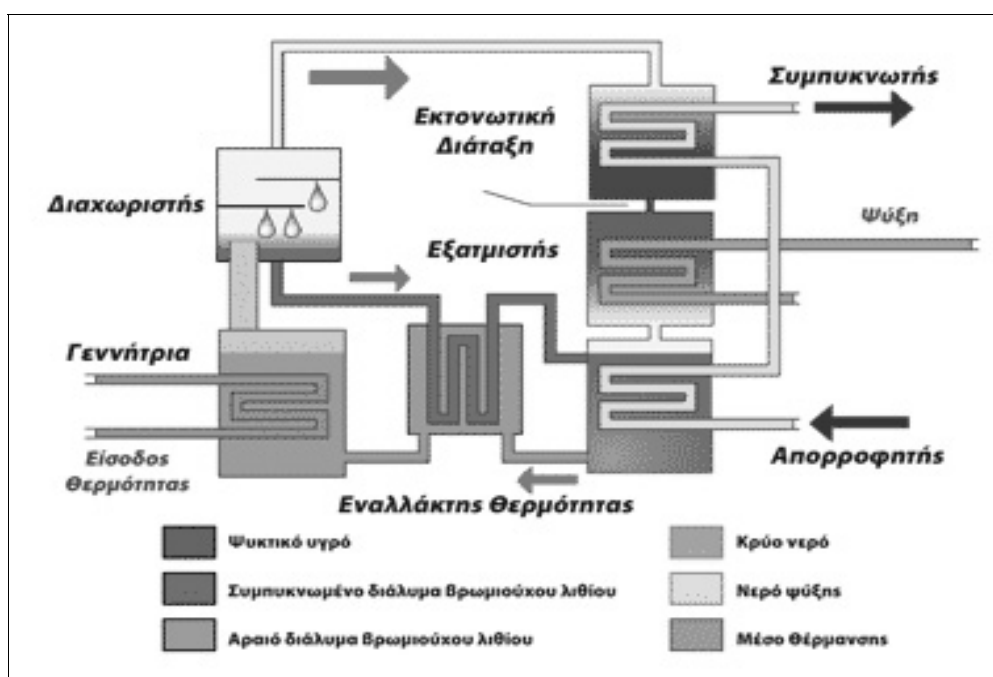 Συμπυκνωτής
Εκτονωτική
Διάταξη
Διαχωριστής
Ψύξη
Εξατμιστής
Γεννήτρια
Είσοδος
Θερμότητας
Απορροφητής
Εναλλάκτης Θερμότητας
Ψυκτικό υγρό
Συμπυκνωμένο διάλυμα βρωμιούχου λιθίου
Αραιό διάλυμα βρωμιούχου λιθίου
Κρύο νερό
Νερό ψύξης
Μέσο θέρμανσης